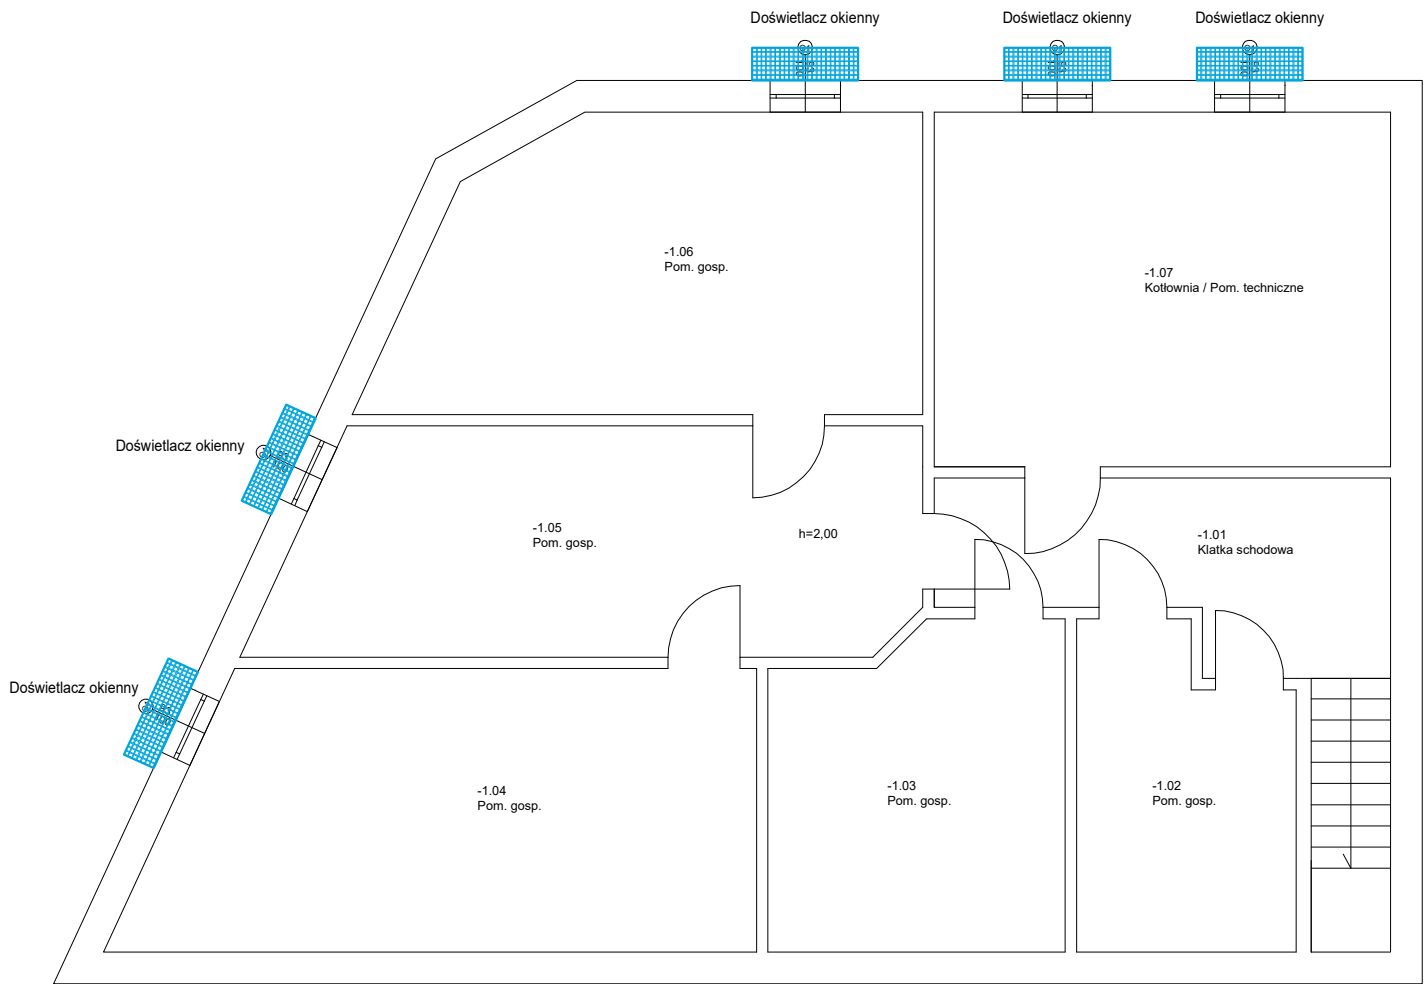 Doświetlacz okienny
Doświetlacz okienny
Doświetlacz okienny
-1.06
Pom. gosp.
-1.07
Kotłownia / Pom. techniczne
Doświetlacz okienny
-1.05
Pom. gosp.
h=2,00
-1.01
Klatka schodowa
Doświetlacz okienny
-1.04
Pom. gosp.
-1.03
Pom. gosp.
-1.02
Pom. gosp.